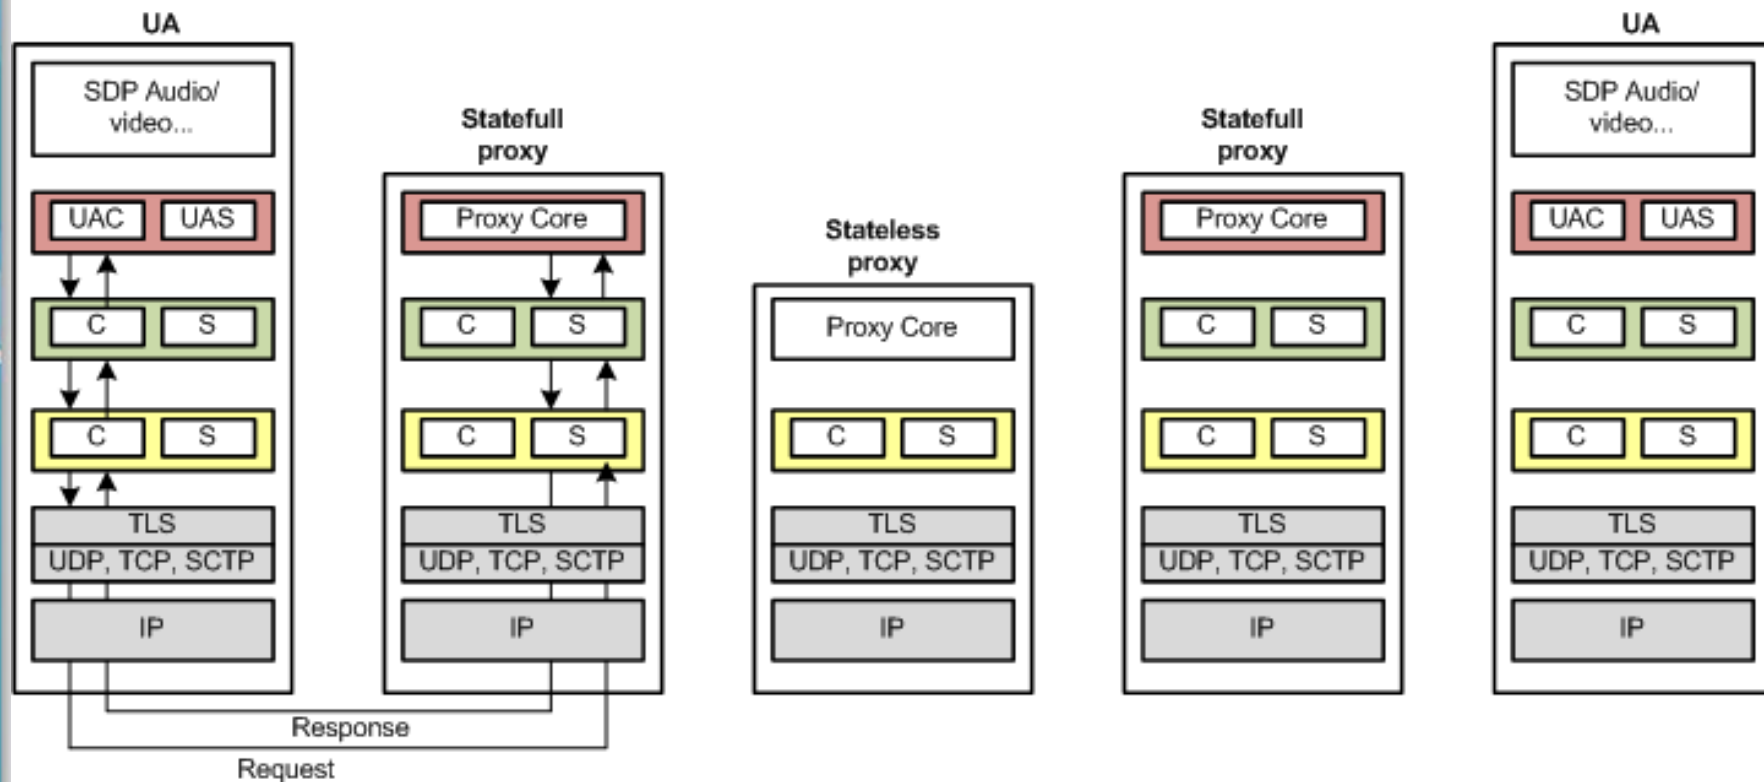 UA
SDP Audio/
video...
UAC UAS
C S
C S
TLS
UDP, TCP, SCTP
IP
Statefull
proxy
Proxy Core
C S
C S
TLS
UDP, TCP, SCTP
IP
Stateless
proxy
Proxy Core
C S
TLS
UDP, TCP, SCTP
IP
Statefull
proxy
Proxy Core
C S
C S
TLS
UDP, TCP, SCTP
IP
UA
SDP Audio/
video...
UAC UAS
C S
C S
TLS
UDP, TCP, SCTP
IP
Response
Request